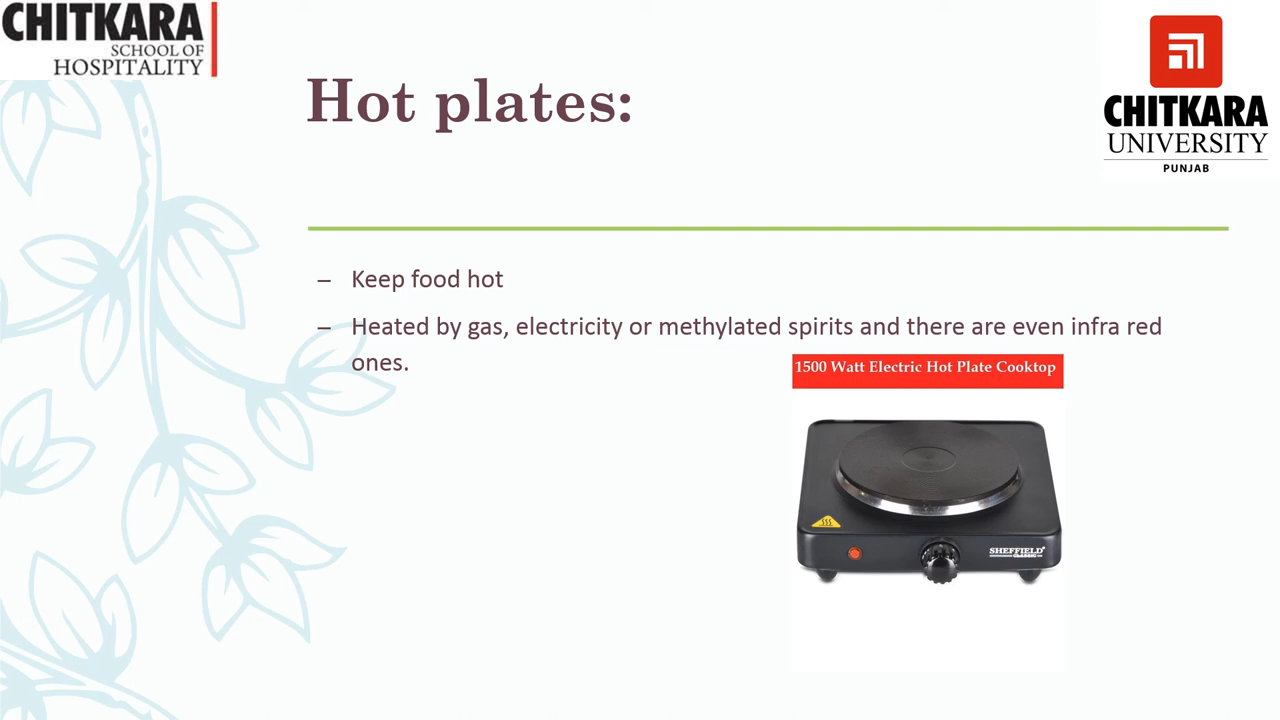 CHITKARA
SCHOOL OF
HOSPITALITY
CHITKARA
UNIVERSITY
PUNJAB
Hot plates:
– Keep food hot
– Heated by gas, electricity or methylated spirits and there are even infra red
ones.
1500 Watt Electric Hot Plate Cooktop
SHEFFIELD
CLASSIC